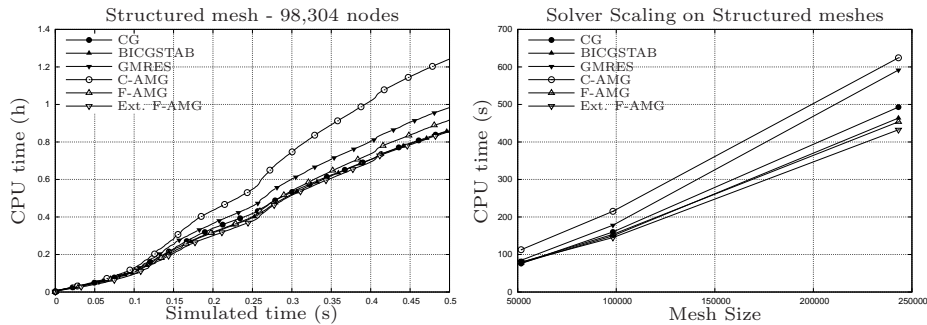 Structured mesh - 98,304 nodes
1.4
1.2
1
0.8
0.6
0.4
0.2
0
CPU time (h)
CG
BICGSTAB
GMRES
C-AMG
F-AMG
Ext. F-AMG
0 0.05 0.1 0.15 0.2 0.25 0.3 0.35 0.4 0.45 0.5
Simulated time (s)
Solver Scaling on Structured meshes
700
600
500
400
300
200
100
0
CPU time (s)
CG
BICGSTAB
GMRES
C-AMG
F-AMG
Ext. F-AMG
50000 100000 150000 200000 250000
Mesh Size